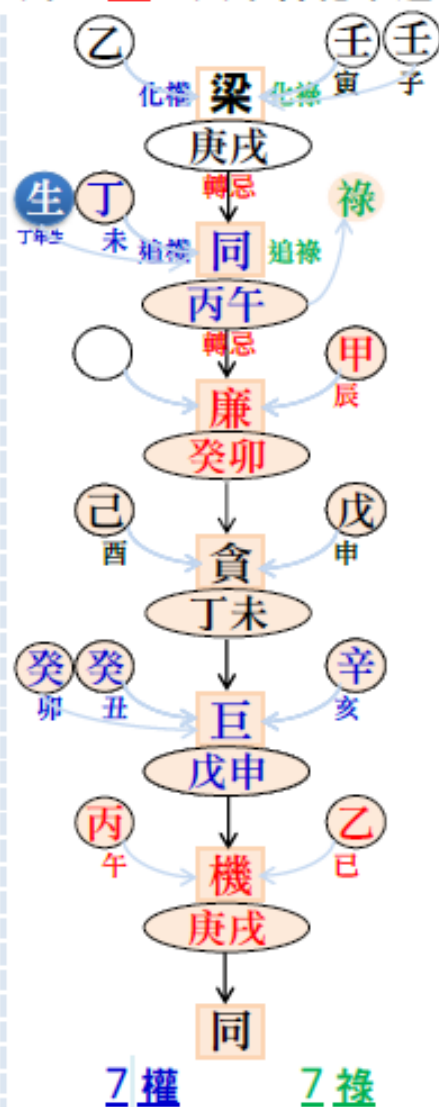 乙 壬 壬
化權 梁 化祿 寅 子
庚戌
轉忌
生 丁 祿
丁年生 未 追權 同 追祿
丙午
轉忌
甲
廉 辰
癸卯
己 戊
酉 貪 申
丁未
癸 癸 辛
卯 丑 巨 亥
戊申
丙 乙
午 機 巳
庚戌
同
7 權 7 祿